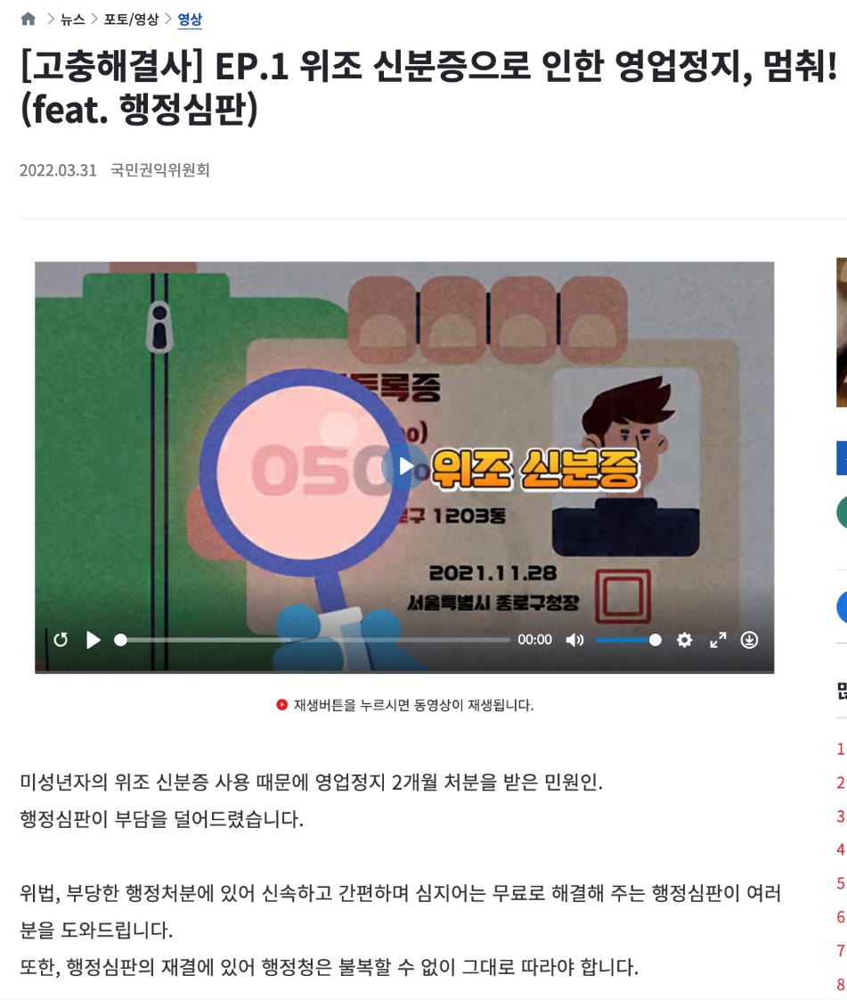 뉴스 포토/영상 영상
[고충해결사] EP.1 위조 신분증으로 인한 영업정지, 멈춰!
(feat. 행정심판)
2022.03.31 국민권익위원회
록증
050
위조 신분증
1203동
2021.11.28
서울특별시 종로구청장
00:00
재생버튼을 누르시면 동영상이 재생됩니다.
미성년자의 위조 신분증 사용 때문에 영업정지 2개월 처분을 받은 민원인.
행정심판이 부담을 덜어드렸습니다.
위법, 부당한 행정처분에 있어 신속하고 간편하며 심지어는 무료로 해결해 주는 행정심판이 여러
분을 도와드립니다.
또한, 행정심판의 재결에 있어 행정청은 불복할 수 없이 그대로 따라야 합니다.
1
2
3
4
5
6
7
8